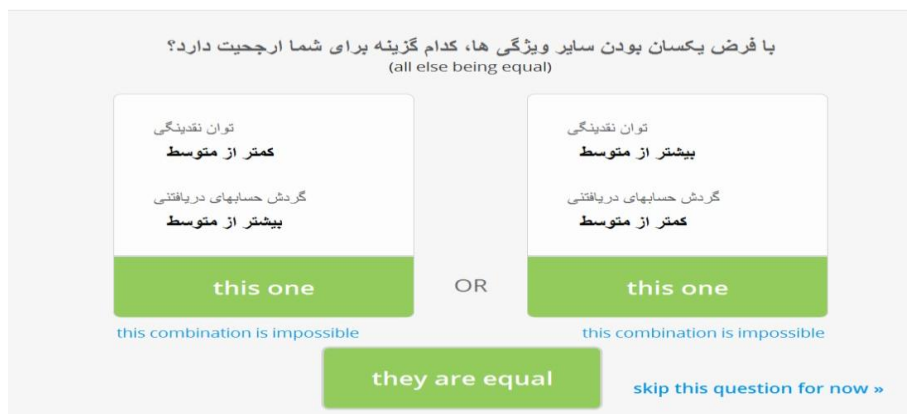 با فرض یکسان بودن سایر ویژگی ها، کدام گزینه برای شما ارجحیت دارد؟
(all else being equal)
توان نقدینگی
کمتر از متوسط
گردش حسابهای دریافتنی
بیشتر از متوسط
this one
this combination is impossible
OR
توان نقدینگی
بیشتر از متوسط
گردش حسابهای دریافتنی
کمتر از متوسط
this one
this combination is impossible
they are equal
skip this question for now »